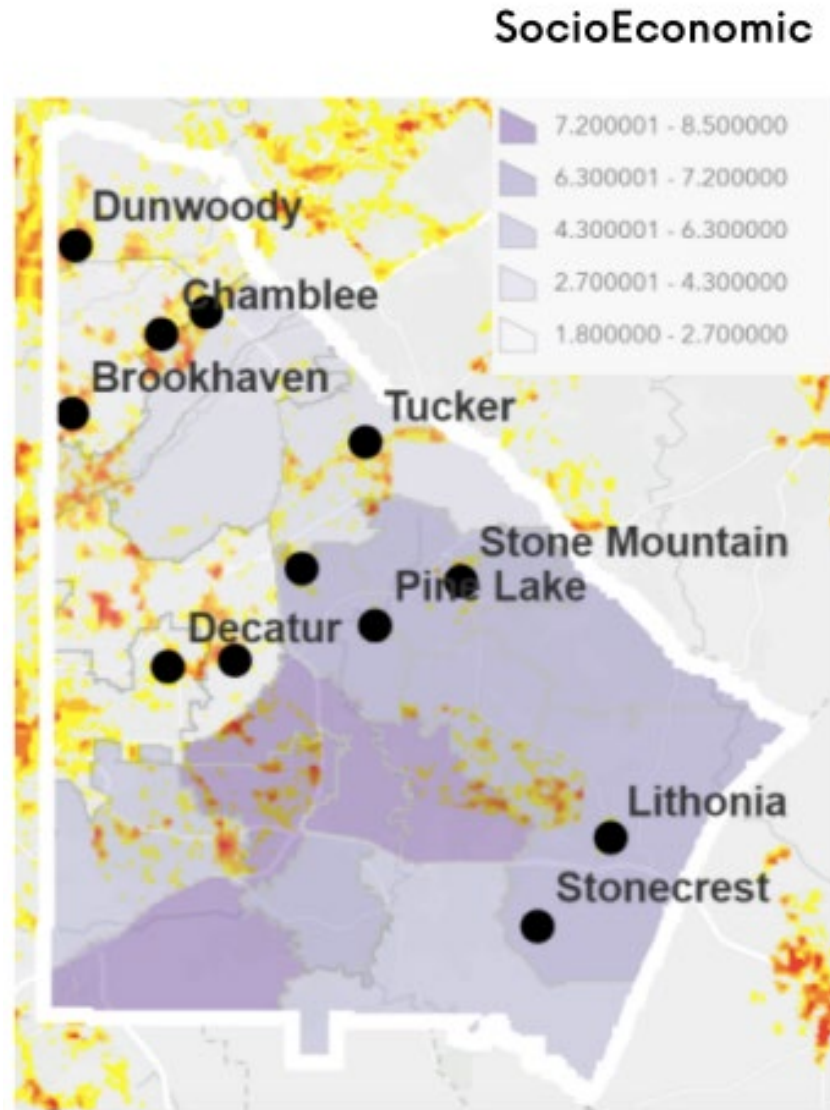 SocioEconomic
7.200001 - 8.500000
6.300001 - 7.200000
4.300001 - 6.300000
2.700001 - 4.300000
1.800000 - 2.700000
Dunwoody
Chamblee
Brookhaven
Tucker
Stone Mountain
Pine Lake
Decatur
Lithonia
Stonecrest